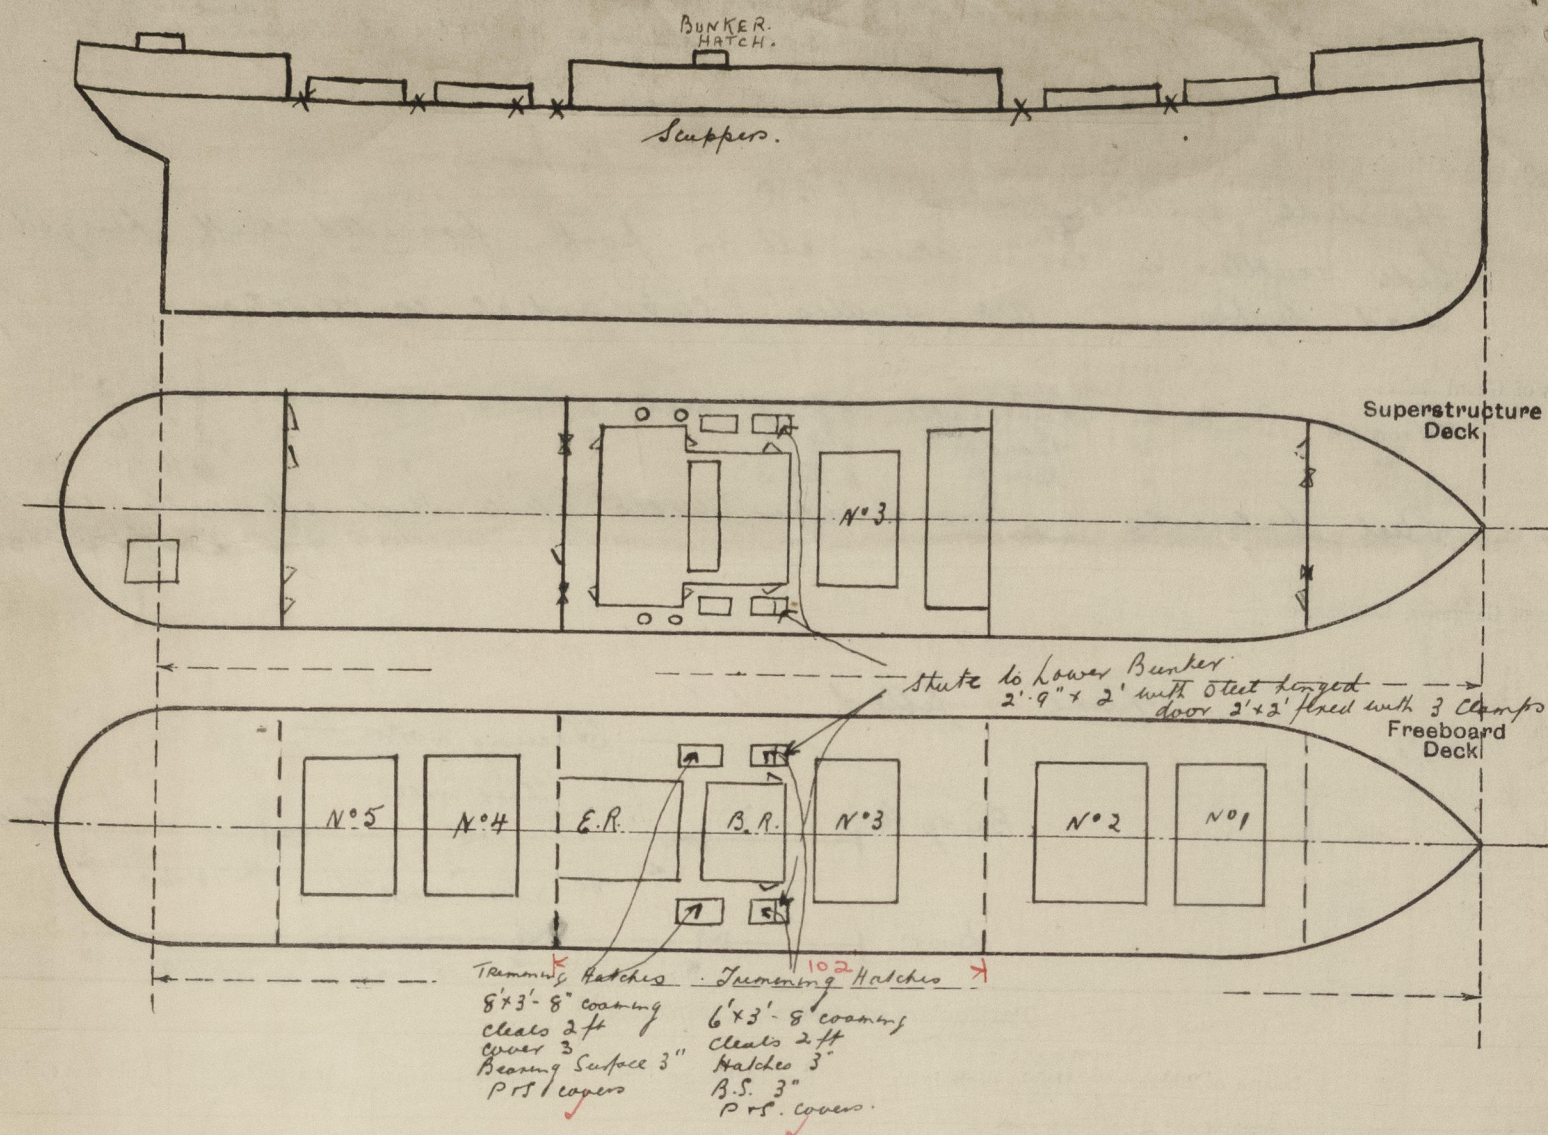 BUNKER.
HATCH.
Scuppers.
Superstructure
Deck
No 3
Shute to Lower Bunker
2'-9" x 2' with steel hinged
door 2' x 2' fixed with 3 Clamps
Freeboard
Deck
No 5
No 4
E.R.
B.R.
No 3
No 2
No 1
102
Trimming Hatches
8' x 3' - 8" coaming
cleats 2 ft
cover 3
Bearing Surface 3"
P & S covers
Trimming Hatches
6' x 3' - 8" coaming
cleats 2 ft
Hatches 3"
B.S. 3"
P & S. covers.